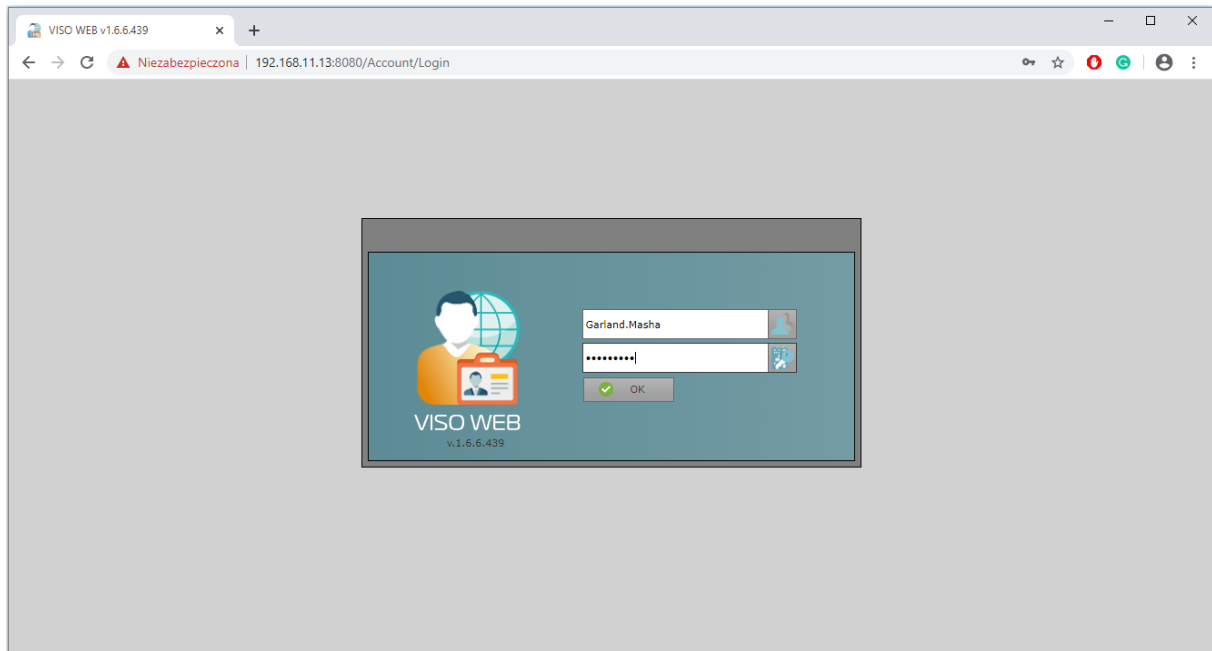 VISO WEB v1.6.6.439
Niezabezpieczona
192.168.11.13:8080/Account/Login
Garland.Masha
•••••••••
OK
VISO WEB
v.1.6.6.439